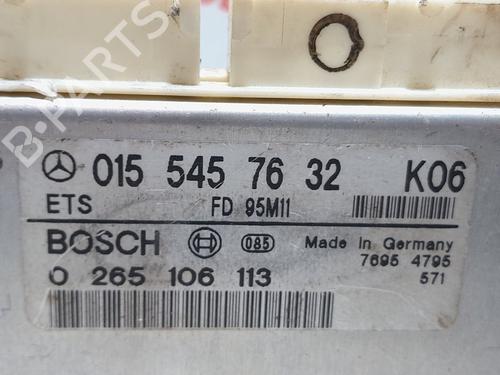 015 545 76 32 K06
ETS FD 95M11
BOSCH 085 Made in Germany
7695 4795
0 265 106 113 571
B-PARTS